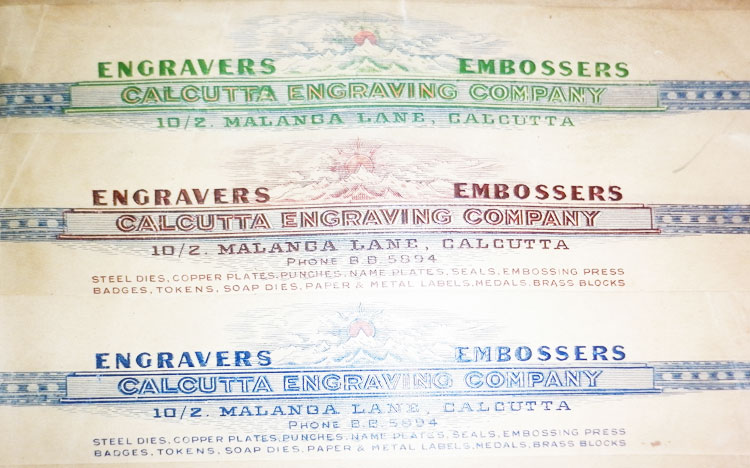 ENGRAVERS EMBOSSERS
CALCUTTA ENGRAVING COMPANY
10/2. MALANGA LANE, CALCUTTA
ENGRAVERS EMBOSSERS
CALCUTTA ENGRAVING COMPANY
10/2. MALANGA LANE, CALCUTTA
PHONE B.B. 5894
STEEL DIES, COPPER PLATES, PUNCHES, NAME PLATES, SEALS, EMBOSSING PRESS
BADGES, TOKENS, SOAP DIES, PAPER & METAL LABELS, MEDALS, BRASS BLOCKS
ENGRAVERS EMBOSSERS
CALCUTTA ENGRAVING COMPANY
10/2. MALANGA LANE, CALCUTTA
PHONE B.B. 5894
STEEL DIES, COPPER PLATES, PUNCHES, NAME PLATES, SEALS, EMBOSSING PRESS
BADGES, TOKENS, SOAP DIES, PAPER & METAL LABELS, MEDALS, BRASS BLOCKS